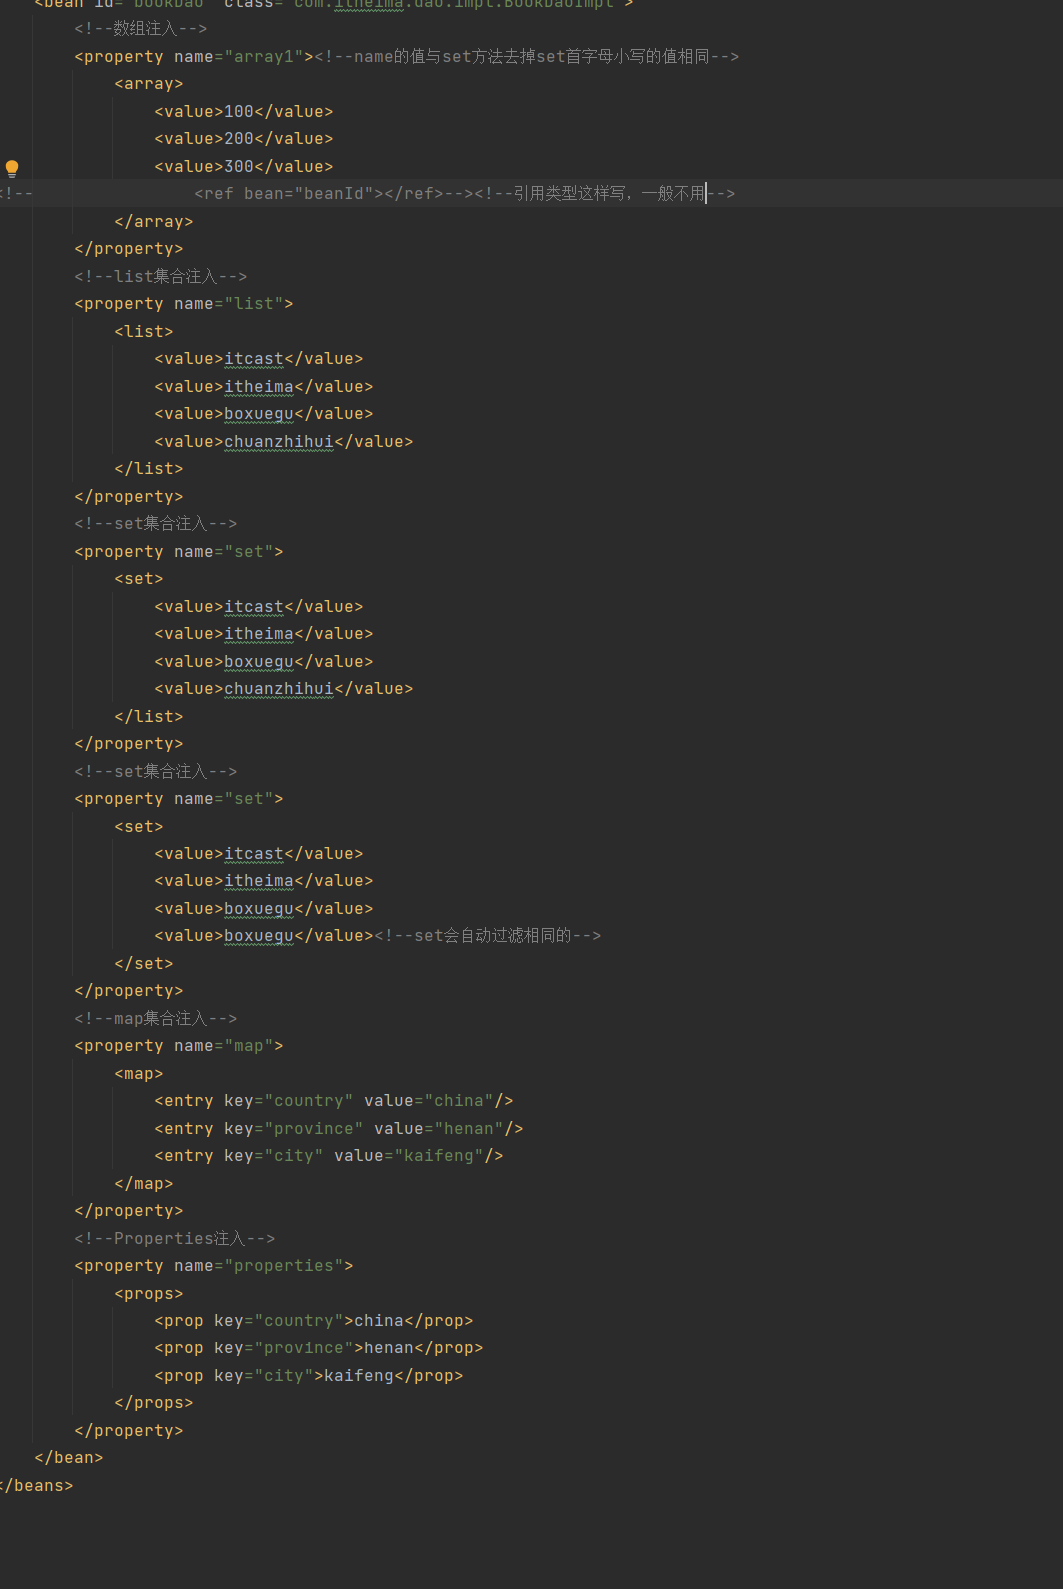 <bean id="bookDao" class="com.itheima.dao.impl.BookDaoImpl">
<!--数组注入-->
<property name="array1"><!--name的值与set方法去掉set首字母小写的值相同-->
<array>
<value>100</value>
<value>200</value>
<value>300</value>
<!-- <ref bean="beanId"></ref>--><!--引用类型这样写，一般不用-->
</array>
</property>
<!--list集合注入-->
<property name="list">
<list>
<value>itcast</value>
<value>itheima</value>
<value>boxuegu</value>
<value>chuanzhihui</value>
</list>
</property>
<!--set集合注入-->
<property name="set">
<set>
<value>itcast</value>
<value>itheima</value>
<value>boxuegu</value>
<value>chuanzhihui</value>
</list>
</property>
<!--set集合注入-->
<property name="set">
<set>
<value>itcast</value>
<value>itheima</value>
<value>boxuegu</value>
<value>boxuegu</value><!--set会自动过滤相同的-->
</set>
</property>
<!--map集合注入-->
<property name="map">
<map>
<entry key="country" value="china"/>
<entry key="province" value="henan"/>
<entry key="city" value="kaifeng"/>
</map>
</property>
<!--Properties注入-->
<property name="properties">
<props>
<prop key="country">china</prop>
<prop key="prov1nce">henan</prop>
<prop key="city">kaifeng</prop>
</props>
</property>
</bean>
</beans>